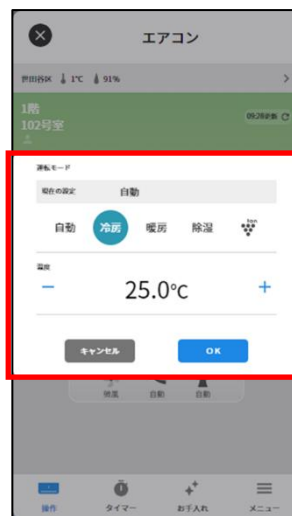 エアコン
世田谷区 1℃ 91%
1階
102号室
09:28更新
運転モード
現在の設定 自動
自動 冷房 暖房 除湿 ion
温度
− 25.0℃ +
キャンセル OK
自動 自動
操作 タイマー お手入れ メニュー